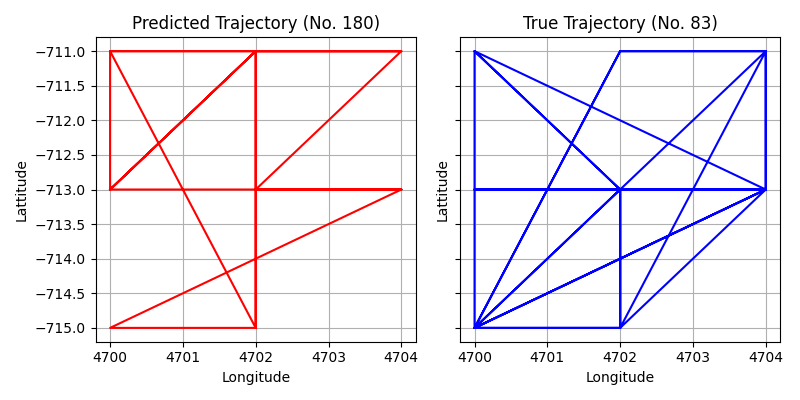 Predicted Trajectory (No. 180)
True Trajectory (No. 83)
−711.0
−711.5
−712.0
−712.5
−713.0
−713.5
−714.0
−714.5
−715.0
Lattitude
Lattitude
4700 4701 4702 4703 4704
4700 4701 4702 4703 4704
Longitude
Longitude